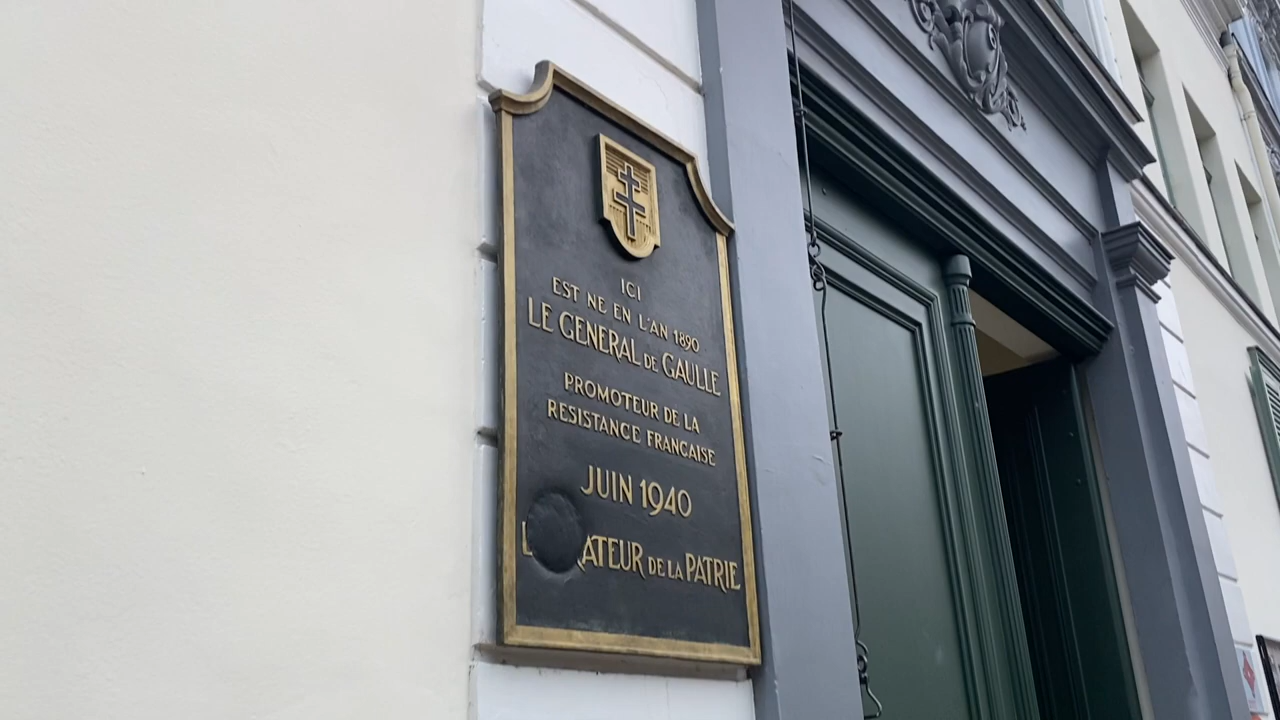 ICI
EST NE EN L'AN 1890
LE GENERAL DE GAULLE
PROMOTEUR DE LA
RESISTANCE FRANÇAISE
JUIN 1940
DE LA PATRIE